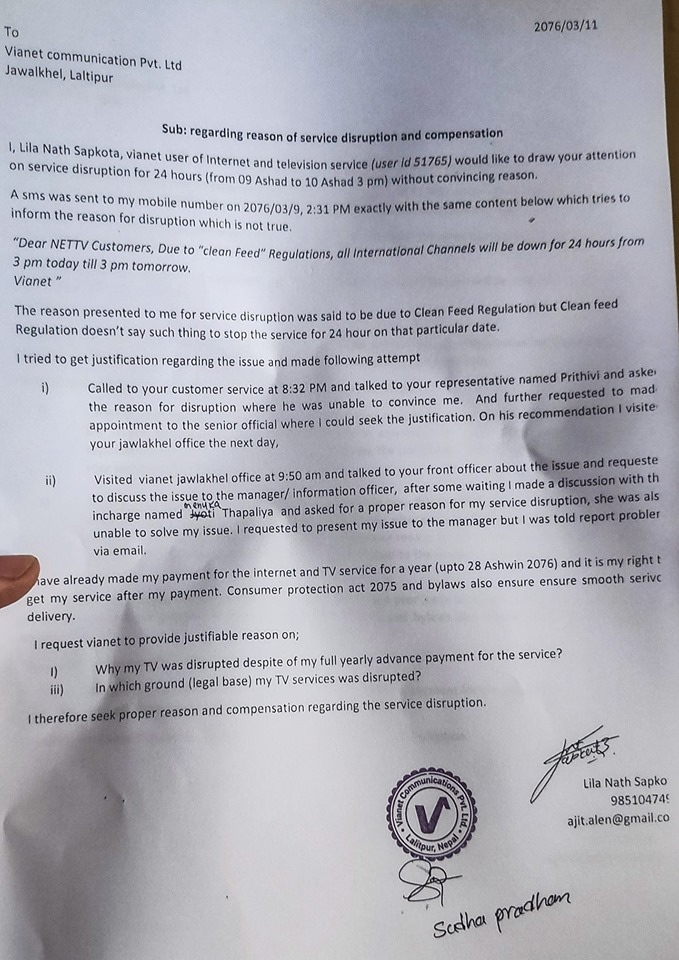 2076/03/11
To
Vianet communication Pvt. Ltd
Jawalkhel, Laltipur
Sub: regarding reason of service disruption and compensation
I, Lila Nath Sapkota, vianet user of Internet and television service (user id 51765) would like to draw your attention
on service disruption for 24 hours (from 09 Ashad to 10 Ashad 3 pm) without convincing reason.
A sms was sent to my mobile number on 2076/03/9, 2:31 PM exactly with the same content below which tries to
inform the reason for disruption which is not true.
"Dear NETTV Customers, Due to "clean Feed" Regulations, all International Channels will be down for 24 hours from
3 pm today till 3 pm tomorrow.
Vianet "
The reason presented to me for service disruption was said to be due to Clean Feed Regulation but Clean feed
Regulation doesn't say such thing to stop the service for 24 hour on that particular date.
I tried to get justification regarding the issue and made following attempt
i) Called to your customer service at 8:32 PM and talked to your representative named Prithivi and aske
the reason for disruption where he was unable to convince me. And further requested to mad
appointment to the senior official where I could seek the justification. On his recommendation I visite
your jawlakhel office the next day,
ii) Visited vianet jawlakhel office at 9:50 am and talked to your front officer about the issue and requeste
to discuss the issue to the manager/ information officer, after some waiting I made a discussion with th
menuka
incharge named Jyoti Thapaliya and asked for a proper reason for my service disruption, she was als
unable to solve my issue. I requested to present my issue to the manager but I was told report probler
via email.
have already made my payment for the internet and TV service for a year (upto 28 Ashwin 2076) and it is my right t
get my service after my payment. Consumer protection act 2075 and bylaws also ensure ensure smooth serivc
delivery.
I request vianet to provide justifiable reason on;
I) Why my TV was disrupted despite of my full yearly advance payment for the service?
iii) In which ground (legal base) my TV services was disrupted?
I therefore seek proper reason and compensation regarding the service disruption.
Lila Nath Sapko
98510474
ajit.alen@gmail.co
Vianet Communications Pvt. Ltd.
V
Lalitpur, Nepal
Sudha pradhan